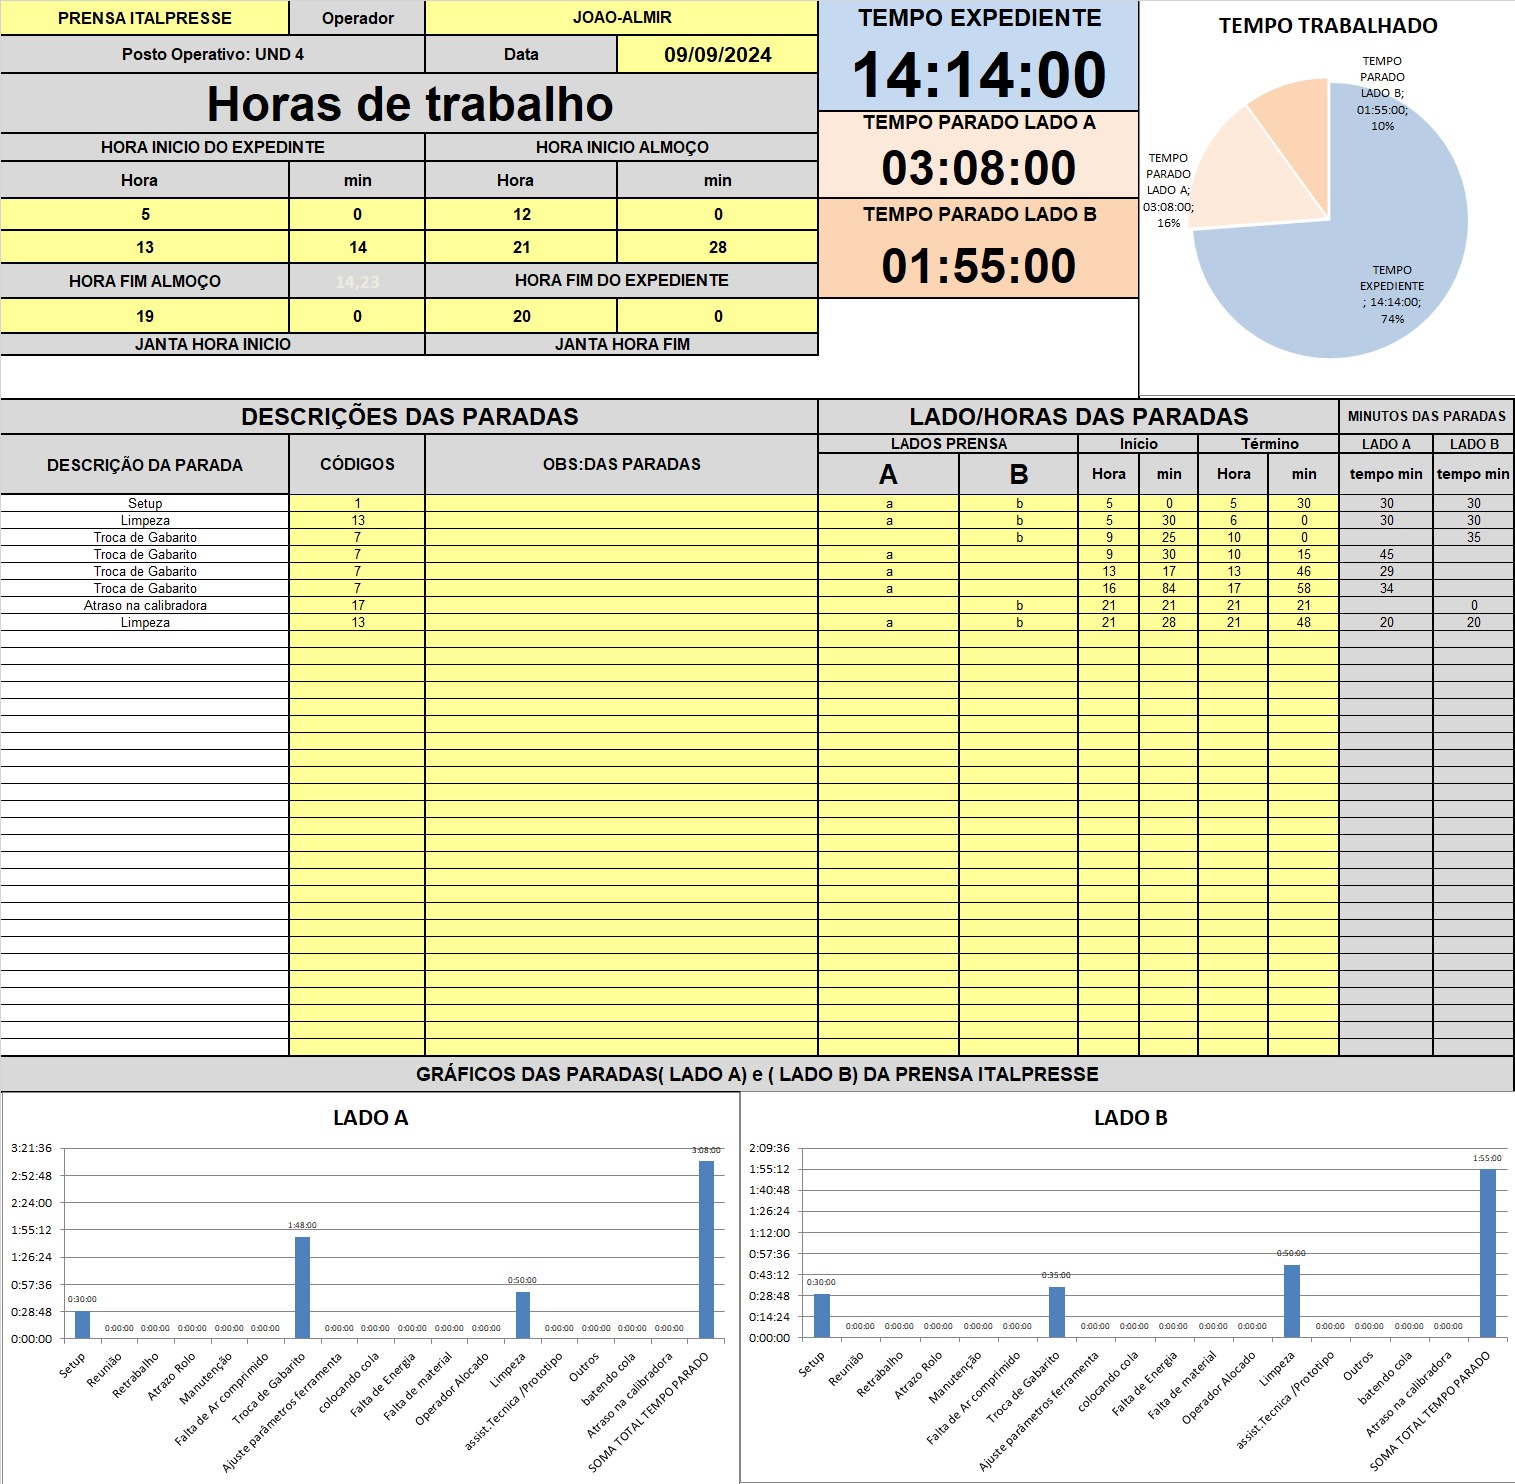 PRENSA ITALPRESSE Operador JOAO-ALMIR
Posto Operativo: UND 4 Data 09/09/2024
Horas de trabalho
HORA INICIO DO EXPEDINTE HORA INICIO ALMOÇO
Hora min Hora min
5 0 12 0
13 14 21 28
HORA FIM ALMOÇO 14,23 HORA FIM DO EXPEDIENTE
19 0 20 0
JANTA HORA INICIO JANTA HORA FIM
TEMPO EXPEDIENTE
14:14:00
TEMPO PARADO LADO A
03:08:00
TEMPO PARADO LADO B
01:55:00
TEMPO TRABALHADO
TEMPO
PARADO
LADO B;
01:55:00;
10%
TEMPO
PARADO
LADO A;
03:08:00;
16%
TEMPO
EXPEDIENTE
; 14:14:00;
74%
DESCRIÇÕES DAS PARADAS LADO/HORAS DAS PARADAS MINUTOS DAS PARADAS
DESCRIÇÃO DA PARADA CÓDIGOS OBS:DAS PARADAS LADOS PRENSA Início Término LADO A LADO B
A B Hora min Hora min tempo min tempo min
Setup 1 a b 5 0 5 30 30 30
Limpeza 13 a b 5 30 6 0 30 30
Troca de Gabarito 7 b 9 25 10 0 35
Troca de Gabarito 7 a 9 30 10 15 45
Troca de Gabarito 7 a 13 17 13 46 29
Troca de Gabarito 7 a 16 84 17 58 34
Atraso na calibradora 17 b 21 21 21 21 0
Limpeza 13 a b 21 28 21 48 20 20
GRÁFICOS DAS PARADAS( LADO A) e ( LADO B) DA PRENSA ITALPRESSE
LADO A
3:21:36
2:52:48
2:24:00
1:55:12
1:26:24
0:57:36
0:28:48
0:00:00
0:30:00 0:00:00 0:00:00 0:00:00 0:00:00 0:00:00 1:48:00 0:00:00 0:00:00 0:00:00 0:00:00 0:00:00 0:50:00 0:00:00 0:00:00 0:00:00 0:00:00 3:08:00
Setup
Reunião
Retrabalho
Atrazo Rolo
Manutenção
Falta de Ar comprimido
Troca de Gabarito
Ajuste parâmetros ferramenta
colocando cola
Falta de Energia
Falta de material
Operador Alocado
Limpeza
assist.Tecnica /Prototipo
Outros
batendo cola
Atraso na calibradora
SOMA TOTAL TEMPO PARADO
LADO B
2:09:36
1:55:12
1:40:48
1:26:24
1:12:00
0:57:36
0:43:12
0:28:48
0:14:24
0:00:00
0:30:00 0:00:00 0:00:00 0:00:00 0:00:00 0:00:00 0:35:00 0:00:00 0:00:00 0:00:00 0:00:00 0:00:00 0:50:00 0:00:00 0:00:00 0:00:00 0:00:00 1:55:00
Setup
Reunião
Retrabalho
Atrazo Rolo
Manutenção
Falta de Ar comprimido
Troca de Gabarito
Ajuste parâmetros ferramenta
colocando cola
Falta de Energia
Falta de material
Operador Alocado
Limpeza
assist.Tecnica /Prototipo
Outros
batendo cola
Atraso na calibradora
SOMA TOTAL TEMPO PARADO